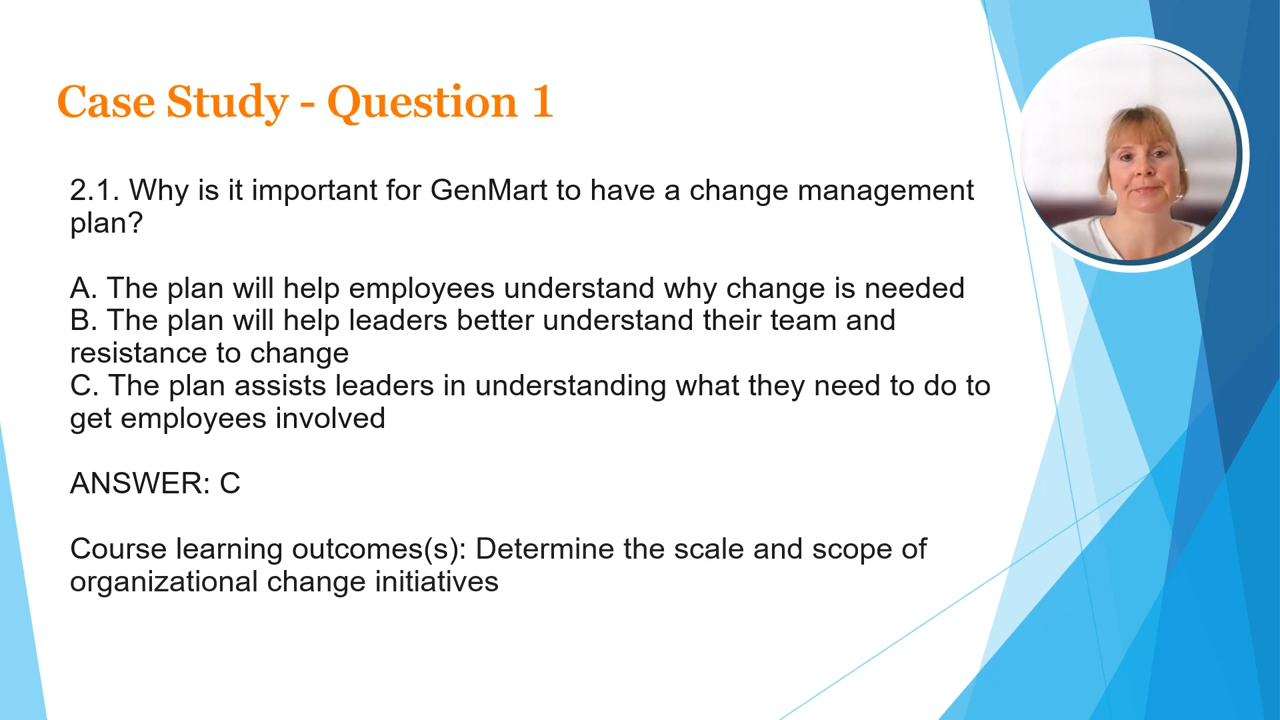 Case Study - Question 1
2.1. Why is it important for GenMart to have a change management
plan?
A. The plan will help employees understand why change is needed
B. The plan will help leaders better understand their team and
resistance to change
C. The plan assists leaders in understanding what they need to do to
get employees involved
ANSWER: C
Course learning outcomes(s): Determine the scale and scope of
organizational change initiatives